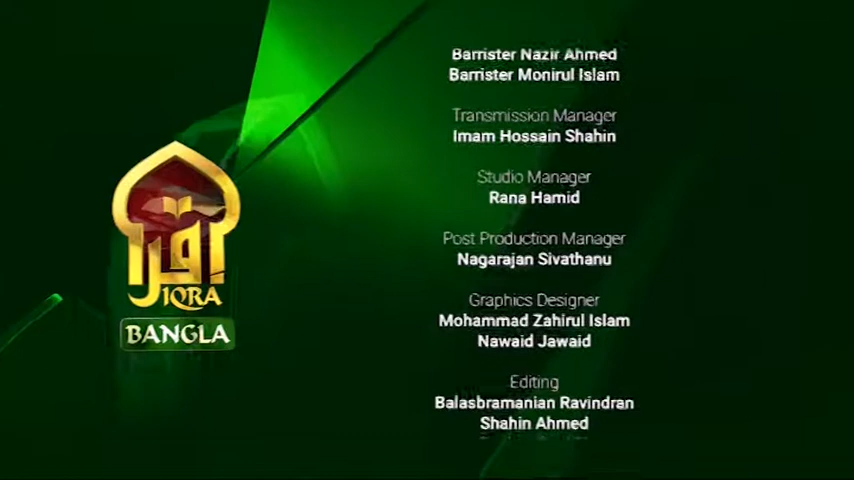 Barrister Nazir Ahmed
Barrister Monirul Islam
Transmission Manager
Imam Hossain Shahin
Studio Manager
Rana Hamid
Post Production Manager
Nagarajan Sivathanu
Graphics Designer
Mohammad Zahirul Islam
Nawaid Jawaid
Editing
Balasbramanian Ravindran
Shahin Ahmed
اقرأ
IQRA
BANGLA